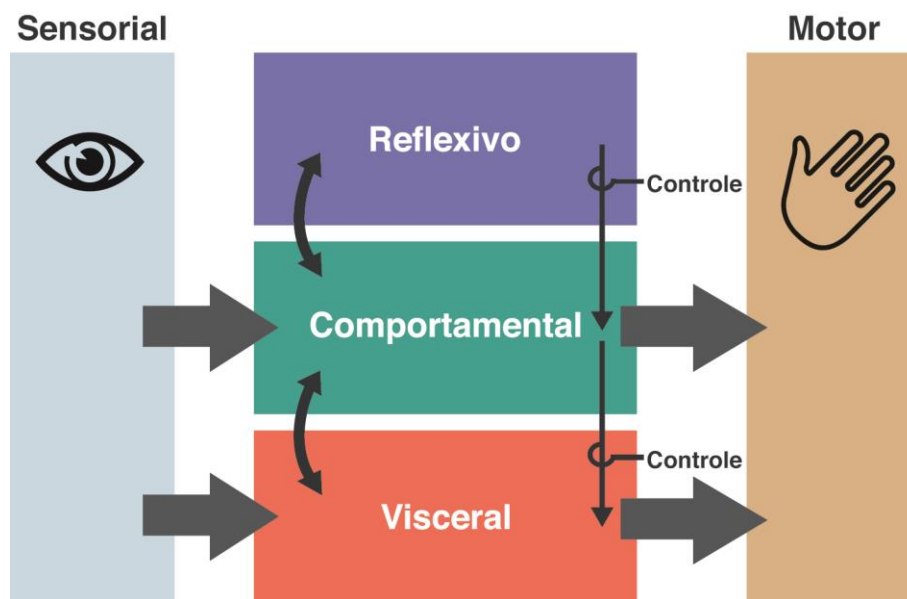 Sensorial
Motor
Reflexivo
Controle
Comportamental
Controle
Visceral